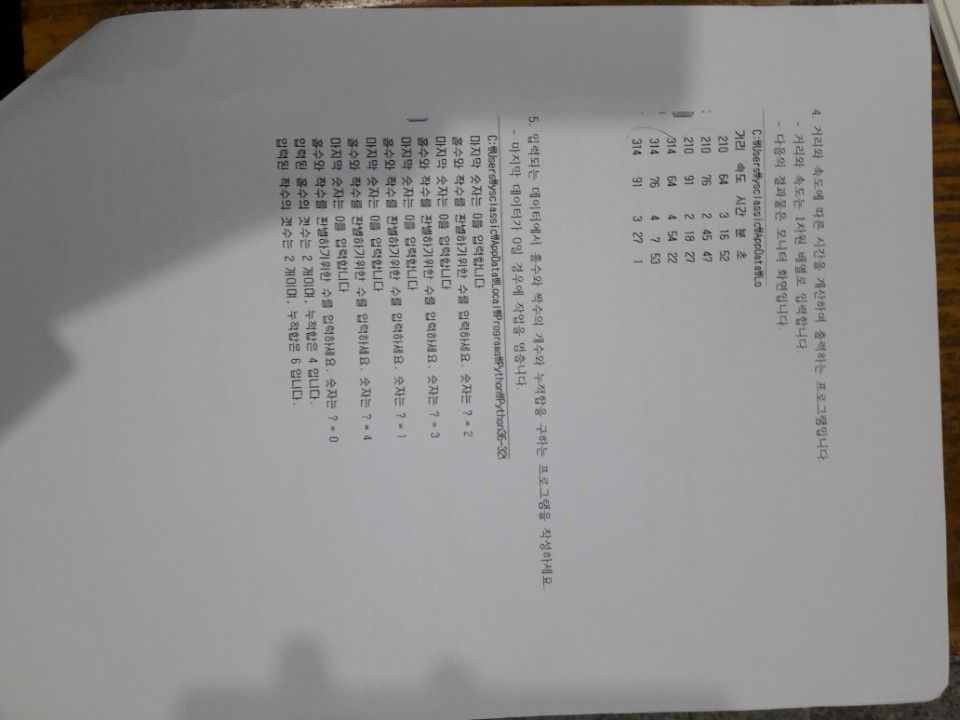 4. 거리와 속도에 따른 시간을 계산하여 출력하는 프로그램입니다.
- 거리와 속도는 1차원 배열로 입력합니다.
- 다음의 결과물은 모니터 화면입니다.
C:₩Users₩ysclassic₩AppData₩Lo
거리 속도 시간 분 초
210 64 3 16 52
210 76 2 45 47
210 91 2 18 27
314 64 4 54 22
314 76 4 7 53
314 91 3 27 1
5. 입력되는 데이터에서 홀수와 짝수의 개수와 누적합을 구하는 프로그램을 작성하세요.
- 마지막 데이터가 0일 경우에 작업을 멈춥니다.
C:₩Users₩ysclassic₩AppData₩Local₩Programs₩Python₩Python36-32₩
마지막 숫자는 0을 입력합니다
홀수와 짝수를 판별하기위한 수를 입력하세요. 숫자는 ? = 2
마지막 숫자는 0을 입력합니다
홀수와 짝수를 판별하기위한 수를 입력하세요. 숫자는 ? = 3
마지막 숫자는 0을 입력합니다
홀수와 짝수를 판별하기위한 수를 입력하세요. 숫자는 ? = 1
마지막 숫자는 0을 입력합니다
홀수와 짝수를 판별하기위한 수를 입력하세요. 숫자는 ? = 4
마지막 숫자는 0을 입력합니다
홀수와 짝수를 판별하기위한 수를 입력하세요. 숫자는 ? = 0
입력된 홀수의 갯수는 2 개이며, 누적합은 4 입니다.
입력된 짝수의 갯수는 2 개이며, 누적합은 6 입니다.